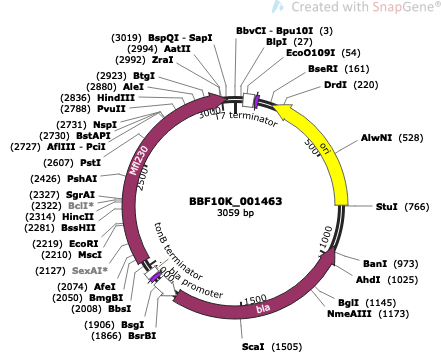 Created with SnapGene®
(3019) BspQI - SapI
(2994) AatII
(2992) ZraI
(2923) BtgI
(2880) AleI
(2836) HindIII
(2788) PvuII
(2731) NspI
(2730) BstAPI
(2727) AflIII - PciI
(2607) PstI
(2426) PshAI
(2327) SgrAI
(2322) BclI*
(2314) HincII
(2281) BssHII
(2219) EcoRI
(2210) MscI
(2127) SexAI*
(2074) AfeI
(2050) BmgBI
(2008) BbsI
(1906) BsgI
(1866) BsrBI
BbvCI - Bpu10I (3)
BlpI (27)
EcoO109I (54)
BseRI (161)
DrdI (220)
AlwNI (528)
StuI (766)
BanI (973)
AhdI (1025)
BglI (1145)
NmeAIII (1173)
ScaI (1505)
T7 terminator
ori
Mfl230
tonB terminator
bla promoter
bla
500
1000
1500
2000
2500
3000
BBF10K_001463
3059 bp